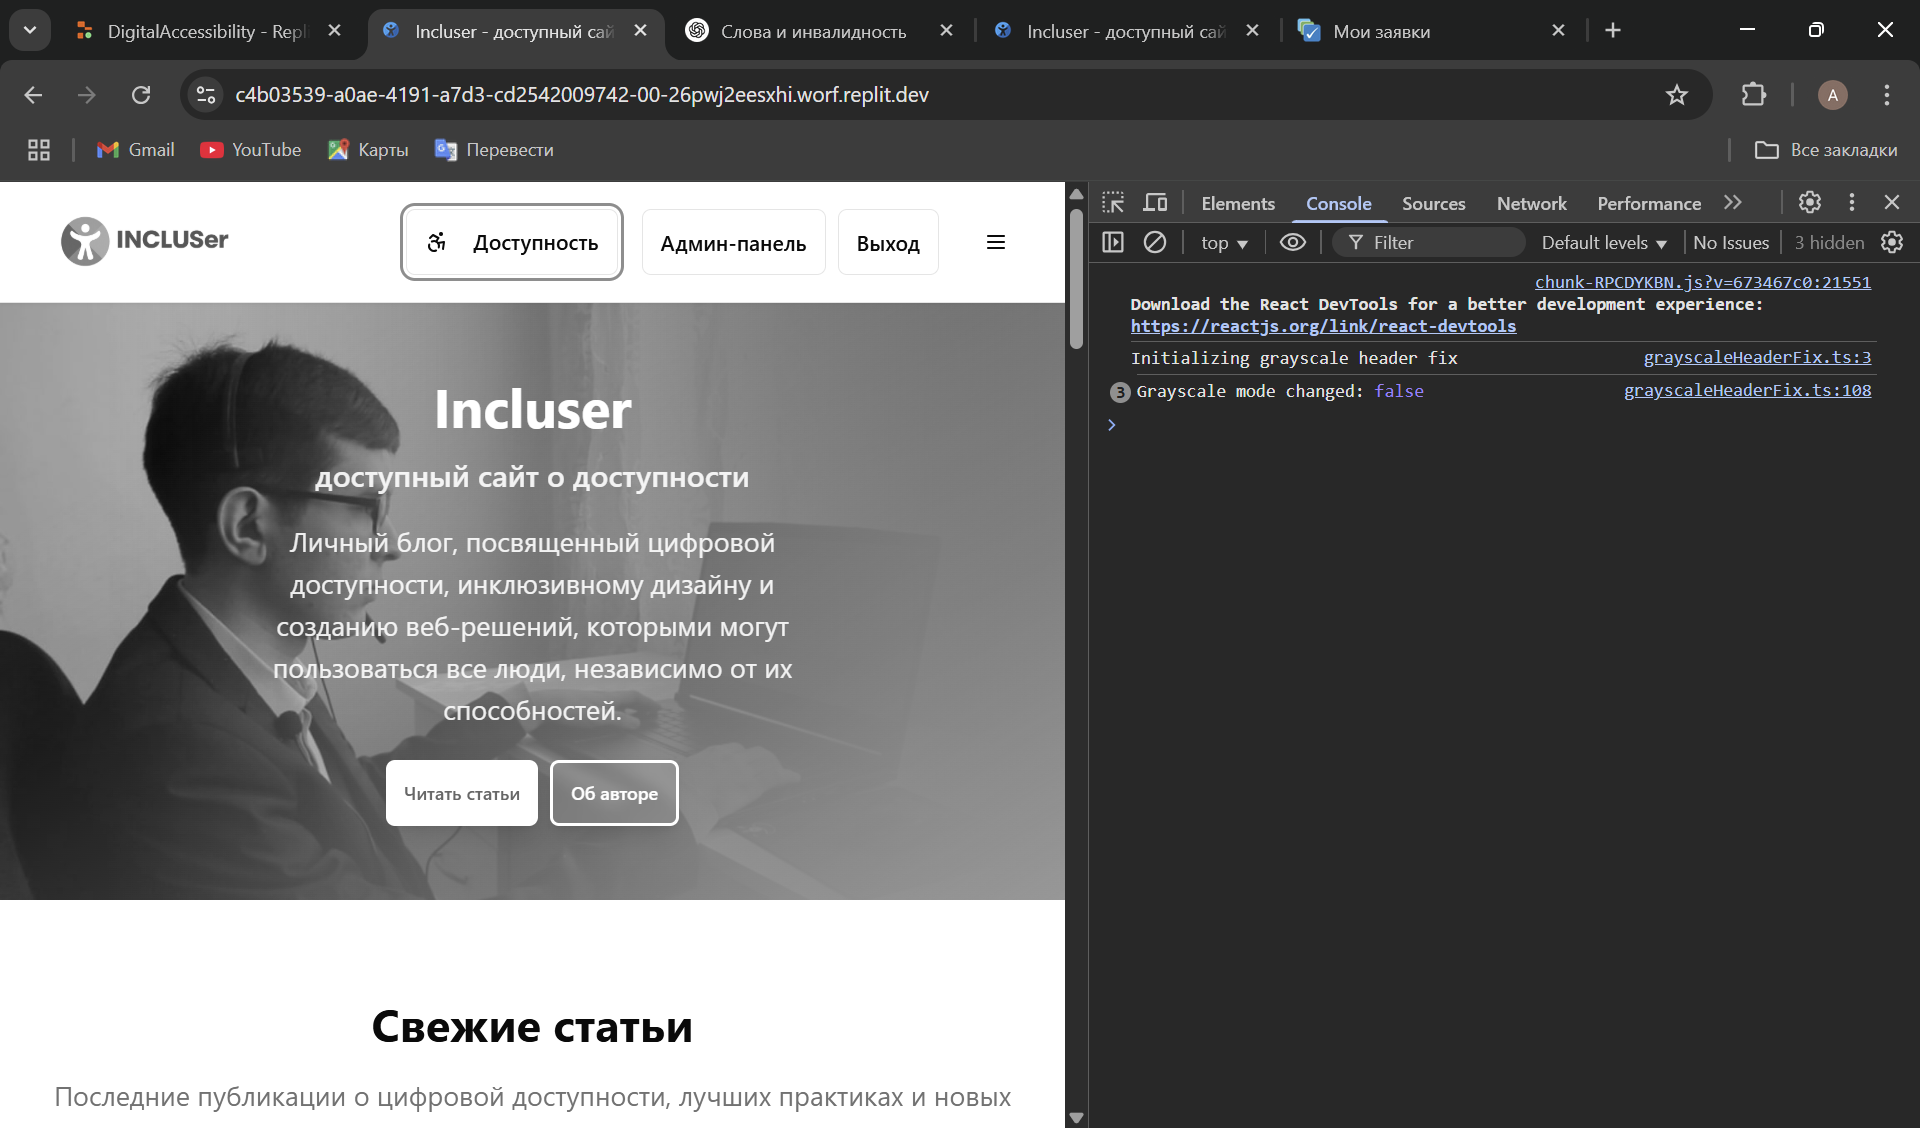 DigitalAccessibility - Repl
Incluser - доступный сай
Слова и инвалидность
Incluser - доступный сай
Мои заявки
c4b03539-a0ae-4191-a7d3-cd2542009742-00-26pwj2eesxhi.worf.replit.dev
A
Gmail
YouTube
Карты
Перевести
Все закладки
INCLUSer
Доступность
Админ-панель
Выход
Incluser
доступный сайт о доступности
Личный блог, посвященный цифровой
доступности, инклюзивному дизайну и
созданию веб-решений, которыми могут
пользоваться все люди, независимо от их
способностей.
Читать статьи
Об авторе
Свежие статьи
Последние публикации о цифровой доступности, лучших практиках и новых
Elements
Console
Sources
Network
Performance
top
Filter
Default levels
No Issues
3 hidden
chunk-RPCDYKBN.js?v=673467c0:21551
Download the React DevTools for a better development experience:
https://reactjs.org/link/react-devtools
Initializing grayscale header fix
grayscaleHeaderFix.ts:3
3 Grayscale mode changed: false
grayscaleHeaderFix.ts:108